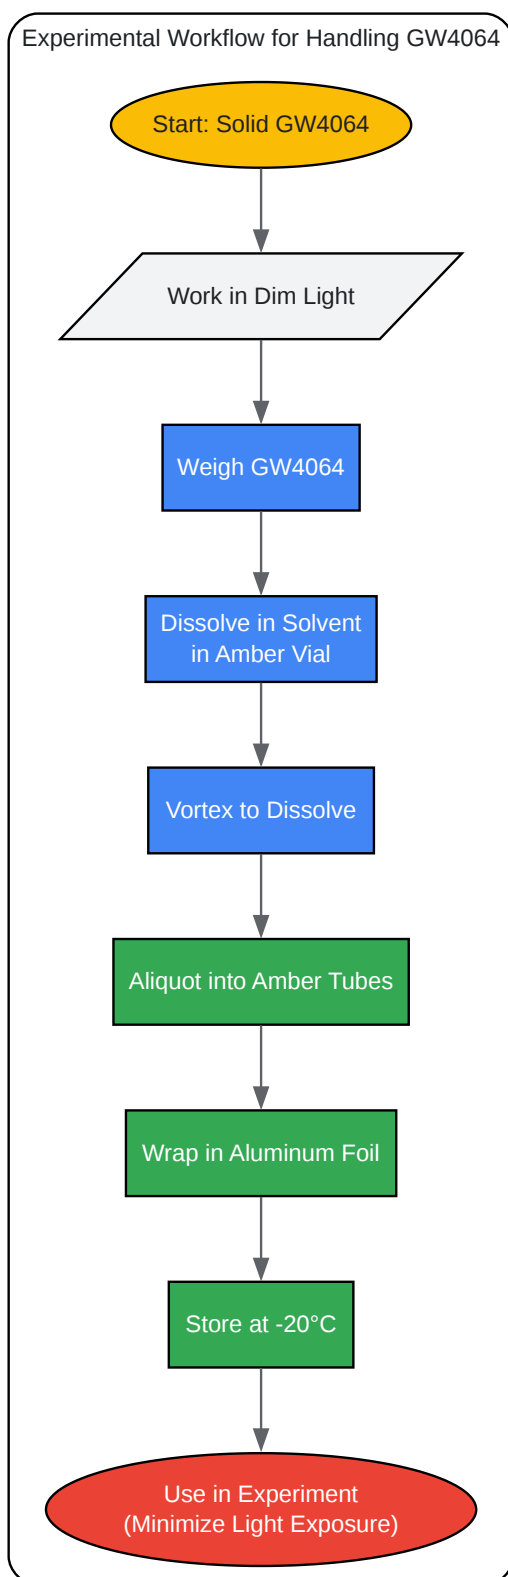 Experimental Workflow for Handling GW4064
Start: Solid GW4064
Work in Dim Light
Weigh GW4064
Dissolve in Solvent
in Amber Vial
Vortex to Dissolve
Aliquot into Amber Tubes
Wrap in Aluminum Foil
Store at -20°C
Use in Experiment
(Minimize Light Exposure)